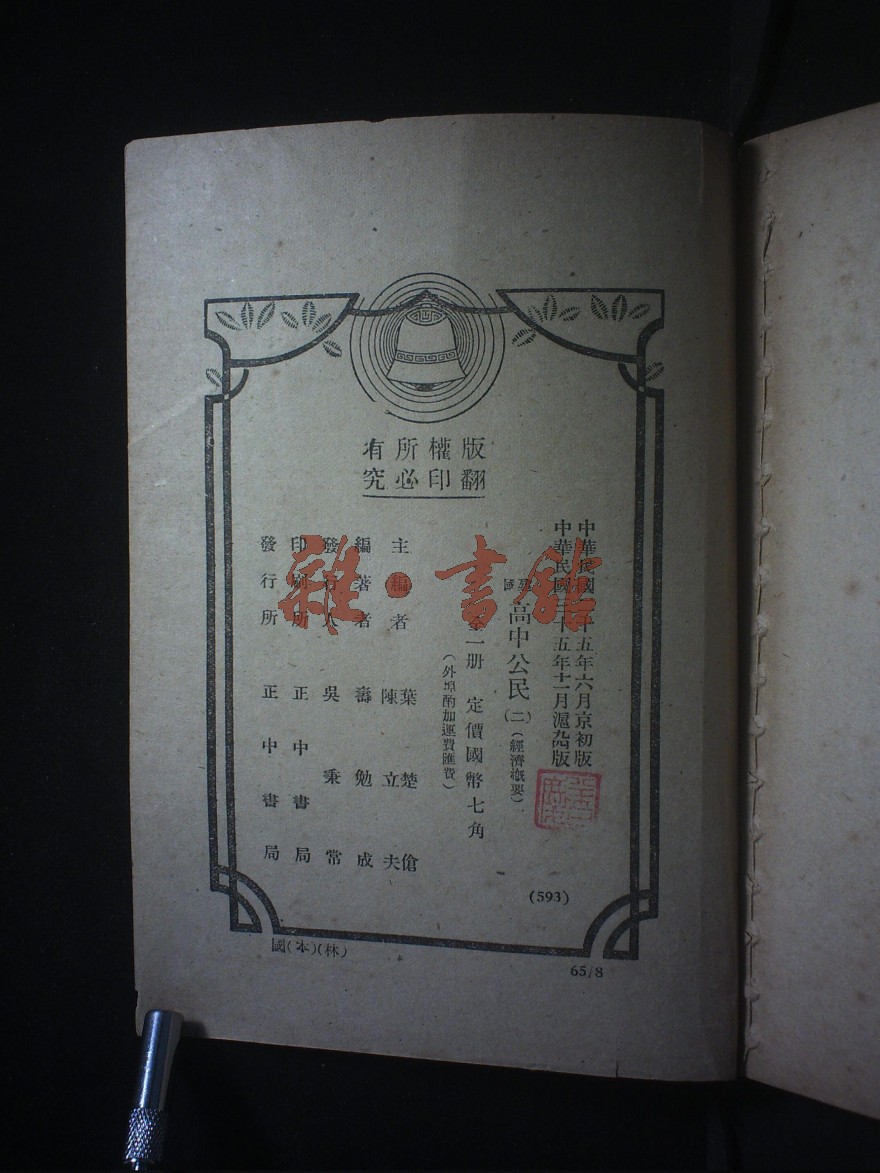 版權所有
翻印必究
中華民國二十五年六月京初版
中華民國三十五年十一月滬版
建國
高中公民(二)(經濟概要)
全一册 定價國幣七角
(外埠酌加運費匯費)
主編者 葉楚傖
陳立夫
編著者 壽勉成
發行人 吳秉常
印刷所 正中書局
發行所 正中書局
(593)
國(本)(林)
65/8
雜·書館